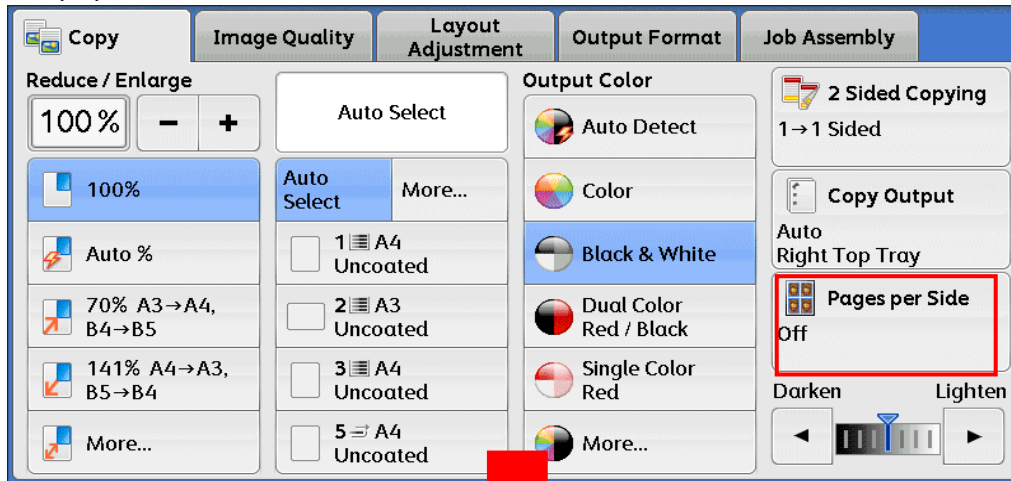 Copy
Image Quality
Layout
Adjustment
Output Format
Job Assembly
Reduce / Enlarge
100%
−
+
100%
Auto %
70% A3→A4,
B4→B5
141% A4→A3,
B5→B4
More...
Auto Select
Auto
Select
More...
1 A4
Uncoated
2 A3
Uncoated
3 A4
Uncoated
5 A4
Uncoated
Output Color
Auto Detect
Color
Black & White
Dual Color
Red / Black
Single Color
Red
More...
2 Sided Copying
1→1 Sided
Copy Output
Auto
Right Top Tray
Pages per Side
Off
Darken Lighten